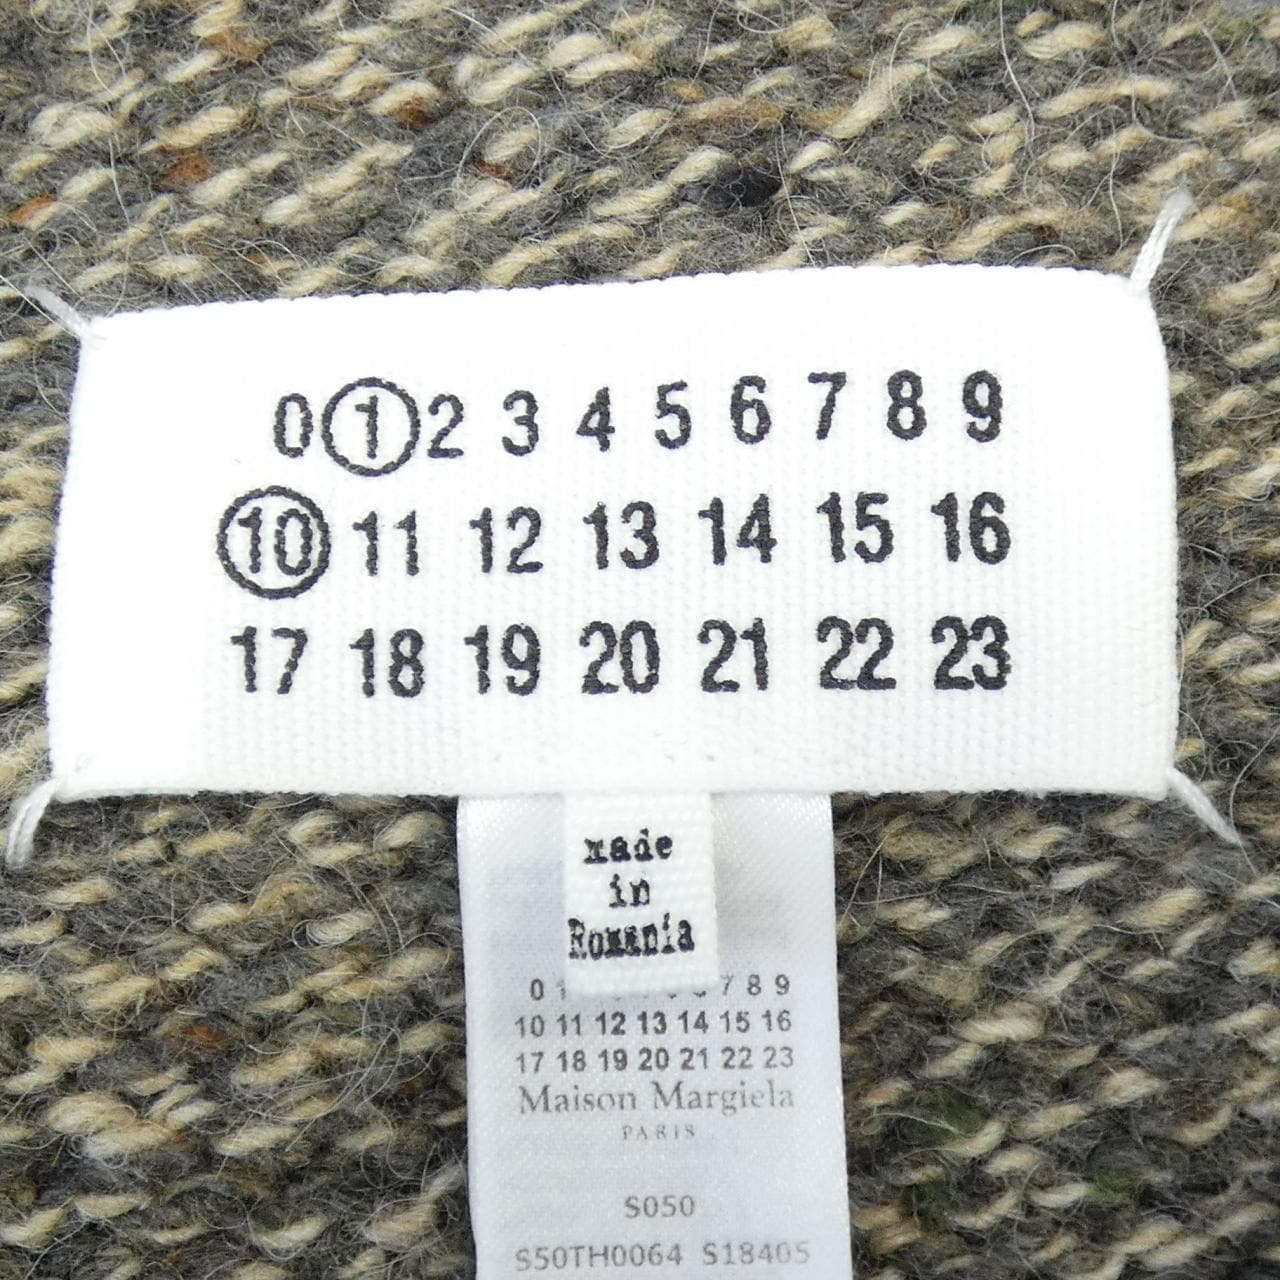 0 1 2 3 4 5 6 7 8 9
10 11 12 13 14 15 16
17 18 19 20 21 22 23
made
in
Romania
0 7 8 9
10 11 12 13 14 15 16
17 18 19 20 21 22 23
Maison Margiela
PARIS
S050
S50TH0064 S18405